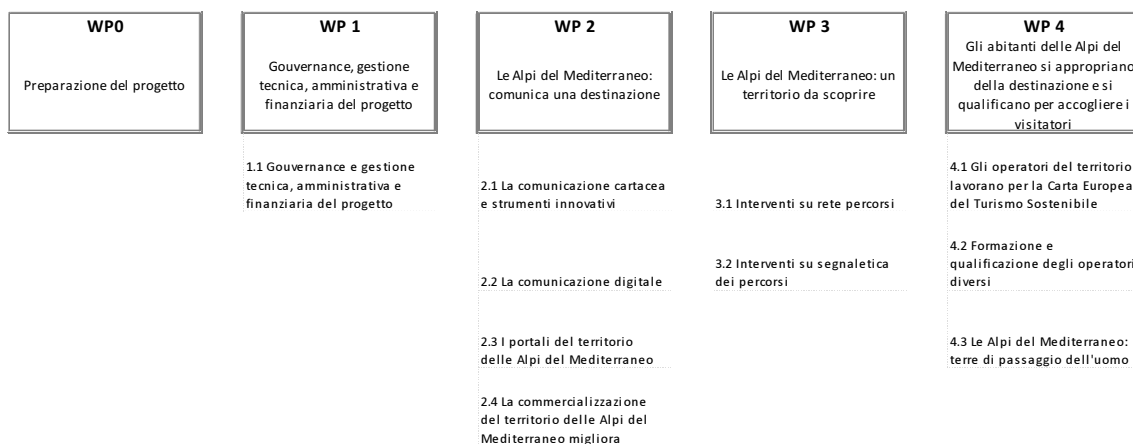 WP0
Preparazione del progetto
WP 1
Gouvernance, gestione
tecnica, amministrativa e
finanziaria del progetto
1.1 Gouvernance e gestione
tecnica, amministrativa e
finanziaria del progetto
WP 2
Le Alpi del Mediterraneo:
comunica una destinazione
2.1 La comunicazione cartacea
e strumenti innovativi
2.2 La comunicazione digitale
2.3 I portali del territorio
delle Alpi del Mediterraneo
2.4 La commercializzazione
del territorio delle Alpi del
Mediterraneo migliora
WP 3
Le Alpi del Mediterraneo: un
territorio da scoprire
3.1 Interventi su rete percorsi
3.2 Interventi su segnaletica
dei percorsi
WP 4
Gli abitanti delle Alpi del
Mediterraneo si appropriano
della destinazione e si
qualificano per accogliere i
visitatori
4.1 Gli operatori del territorio
lavorano per la Carta Europea
del Turismo Sostenibile
4.2 Formazione e
qualificazione degli operatori
diversi
4.3 Le Alpi del Mediterraneo:
terre di passaggio dell'uomo